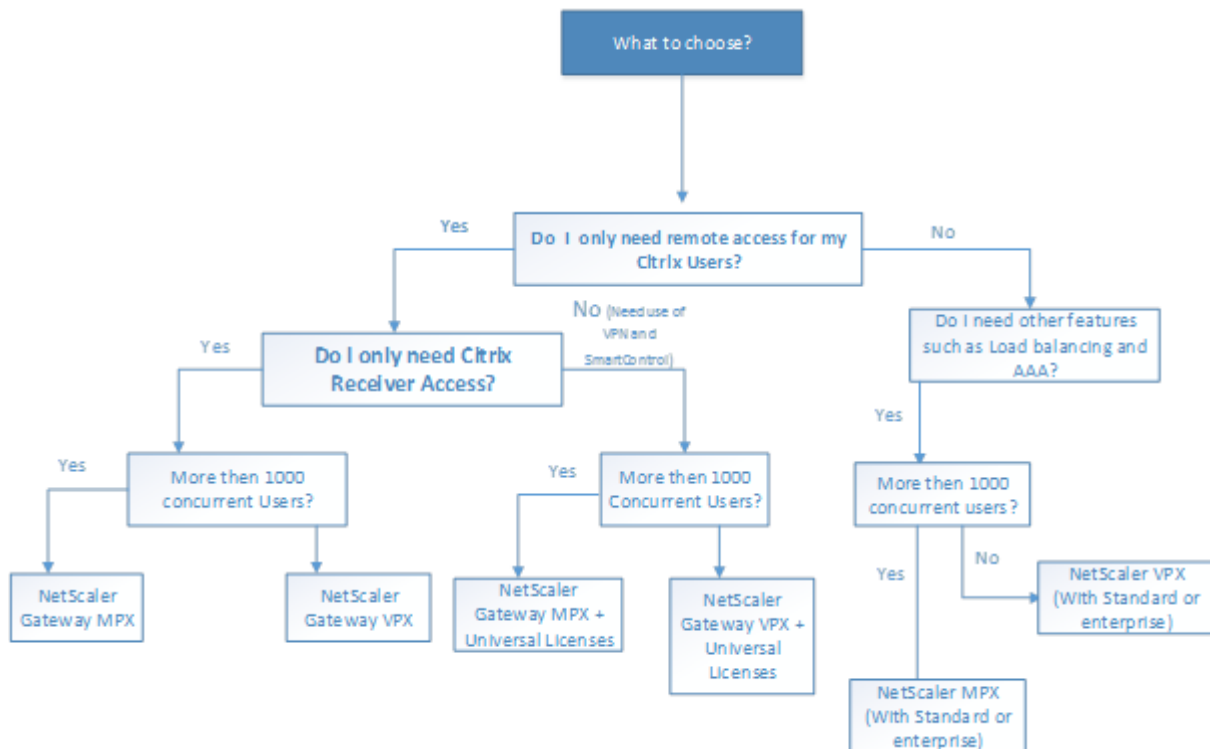 What to choose?
Yes
Do I only need remote access for my
Citrix Users?
No
Yes
Do I only need Citrix
Receiver Access?
No (Need use of
VPN and
SmartControl)
Do I need other features
such as Load balancing and
AAA?
Yes
Yes
More then 1000
concurrent Users?
Yes
More then 1000
Concurrent Users?
More then 1000
concurrent users?
NetScaler
Gateway MPX
NetScaler
Gateway VPX
NetScaler
Gateway MPX +
Universal Licenses
NetScaler
Gateway VPX +
Universal
Licenses
Yes
No
NetScaler VPX
(With Standard or
enterprise)
NetScaler MPX
(With Standard or
enterprise)